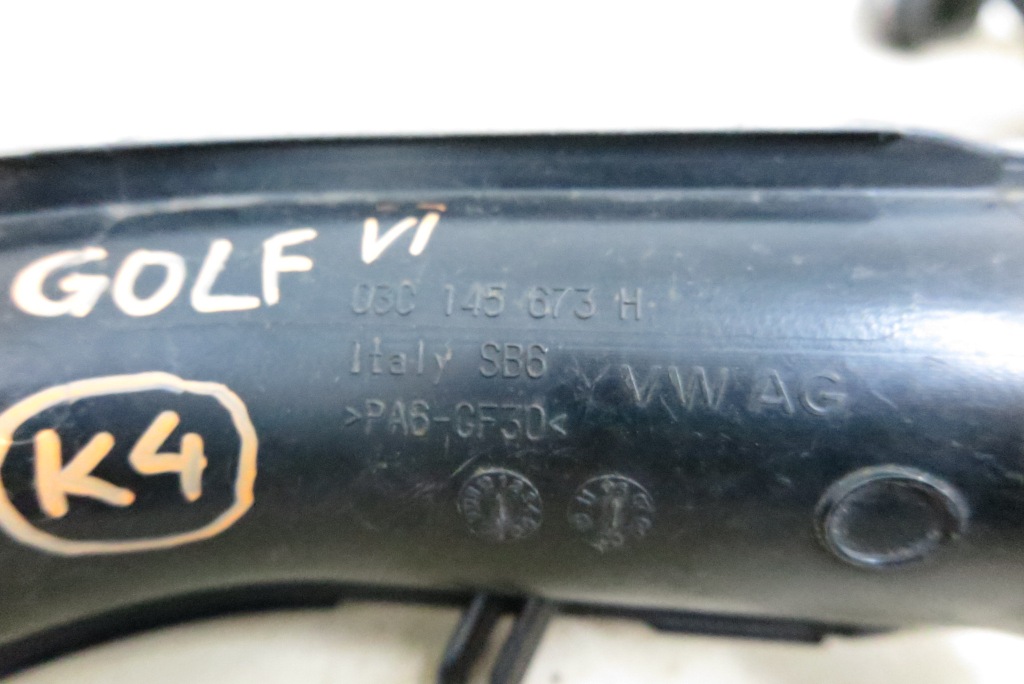 GOLF VI
03C 145 673 H
Italy SB6
VW AG
>PA6-GF30<
K4